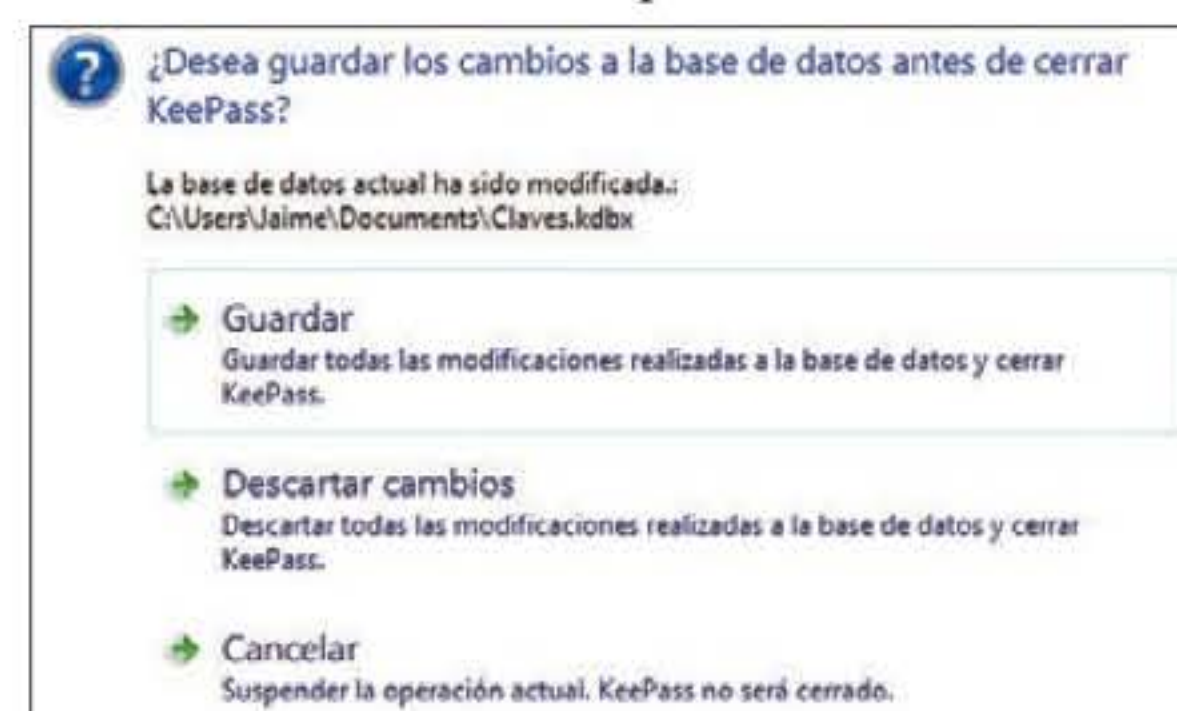 ¿Desea guardar los cambios a la base de datos antes de cerrar
KeePass?
La base de datos actual ha sido modificada.:
C:\Users\Jaime\Documents\Claves.kdbx
Guardar
Guardar todas las modificaciones realizadas a la base de datos y cerrar
KeePass.
Descartar cambios
Descartar todas las modificaciones realizadas a la base de datos y cerrar
KeePass.
Cancelar
Suspender la operación actual. KeePass no será cerrado.